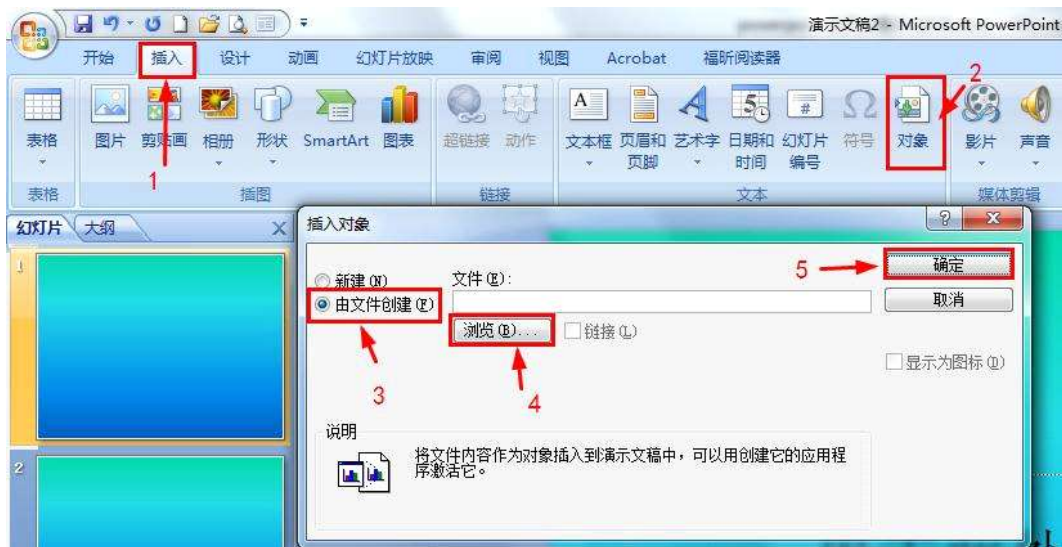 演示文稿2 - Microsoft PowerPoint
开始 插入 设计 动画 幻灯片放映 审阅 视图 Acrobat 福昕阅读器
2
表格 图片 剪贴画 相册 形状 SmartArt 图表 超链接 动作 文本框 页眉和页脚 艺术字 日期和时间 幻灯片编号 符号 对象 影片 声音
1
表格 插图 链接 文本 媒体剪辑
幻灯片 大纲
插入对象
1
新建(N) 文件(E):
5 确定
由文件创建(F)
取消
浏览(B)... 链接(L)
显示为图标(D)
3 4
说明
将文件内容作为对象插入到演示文稿中，可以用创建它的应用程
序激活它。
2